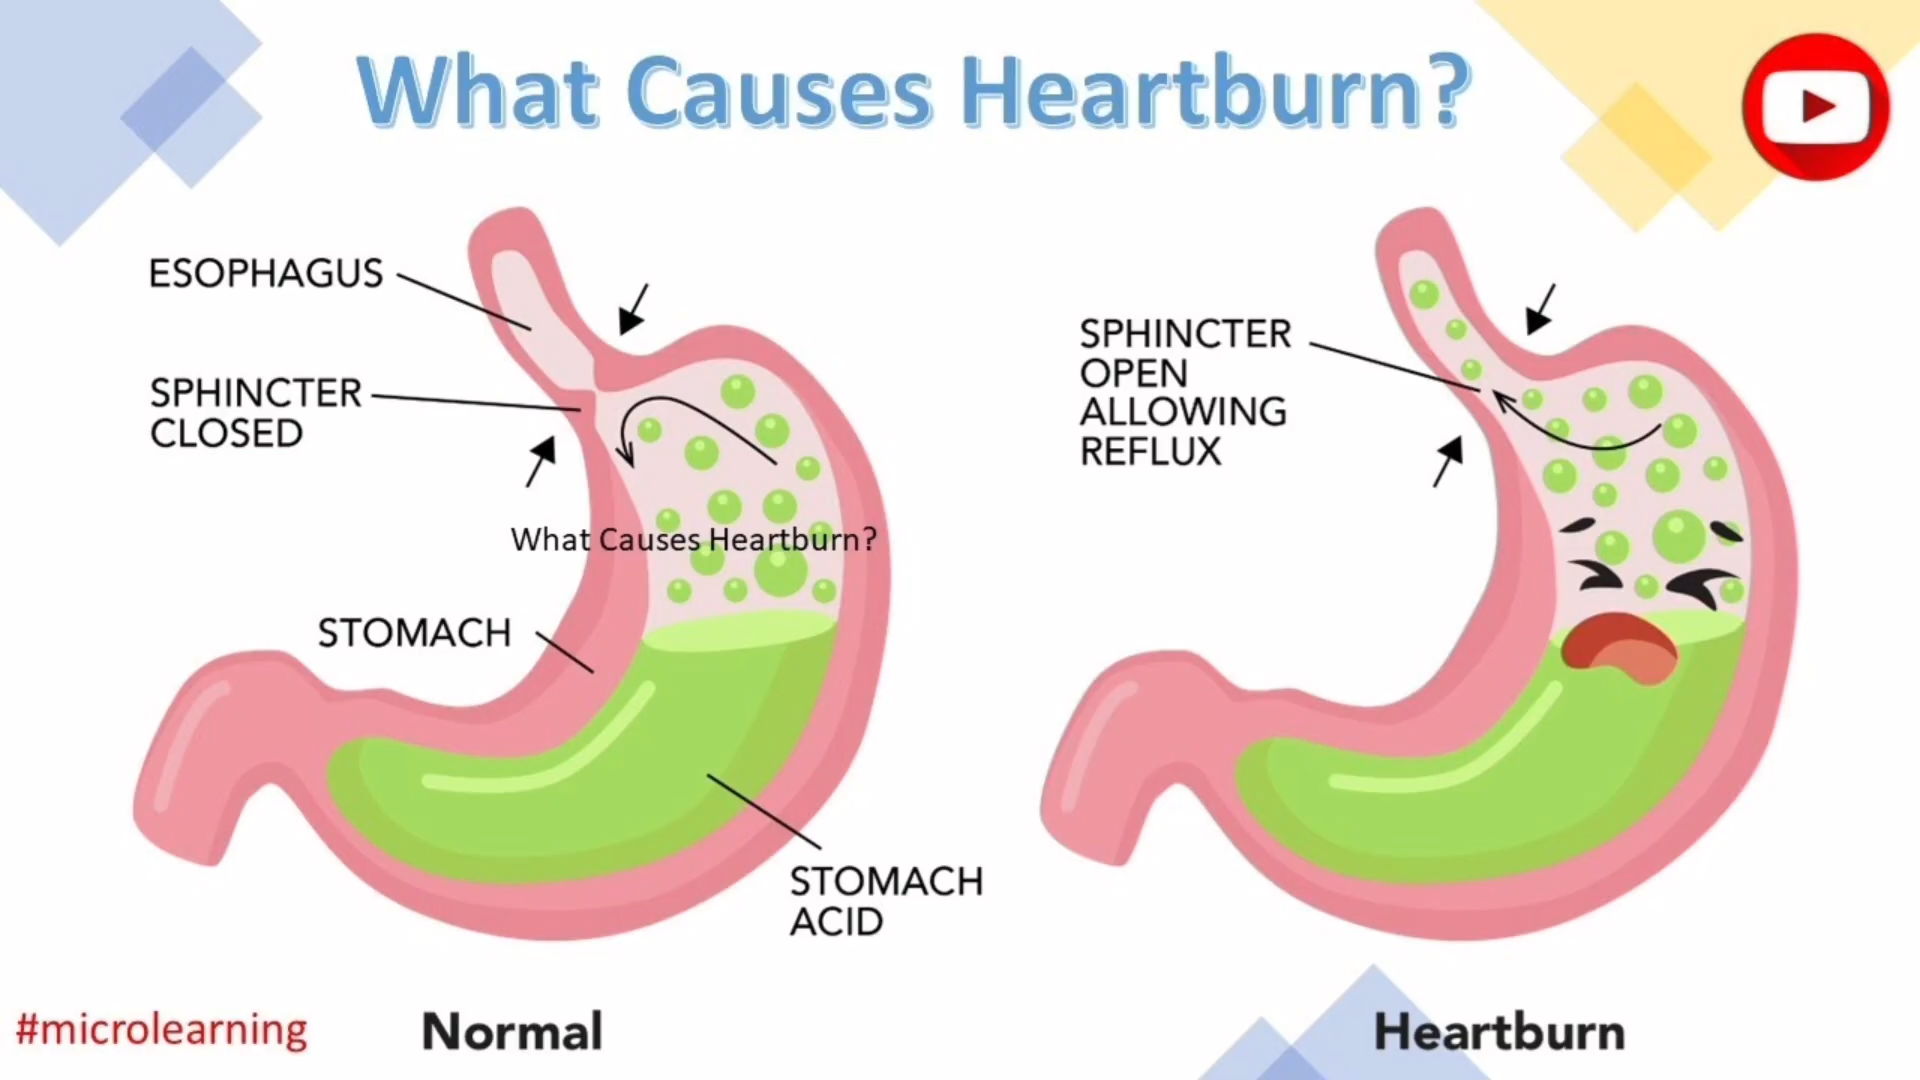 What Causes Heartburn?
ESOPHAGUS
SPHINCTER
CLOSED
SPHINCTER
OPEN
ALLOWING
REFLUX
What Causes Heartburn?
STOMACH
STOMACH
ACID
#microlearning
Normal
Heartburn